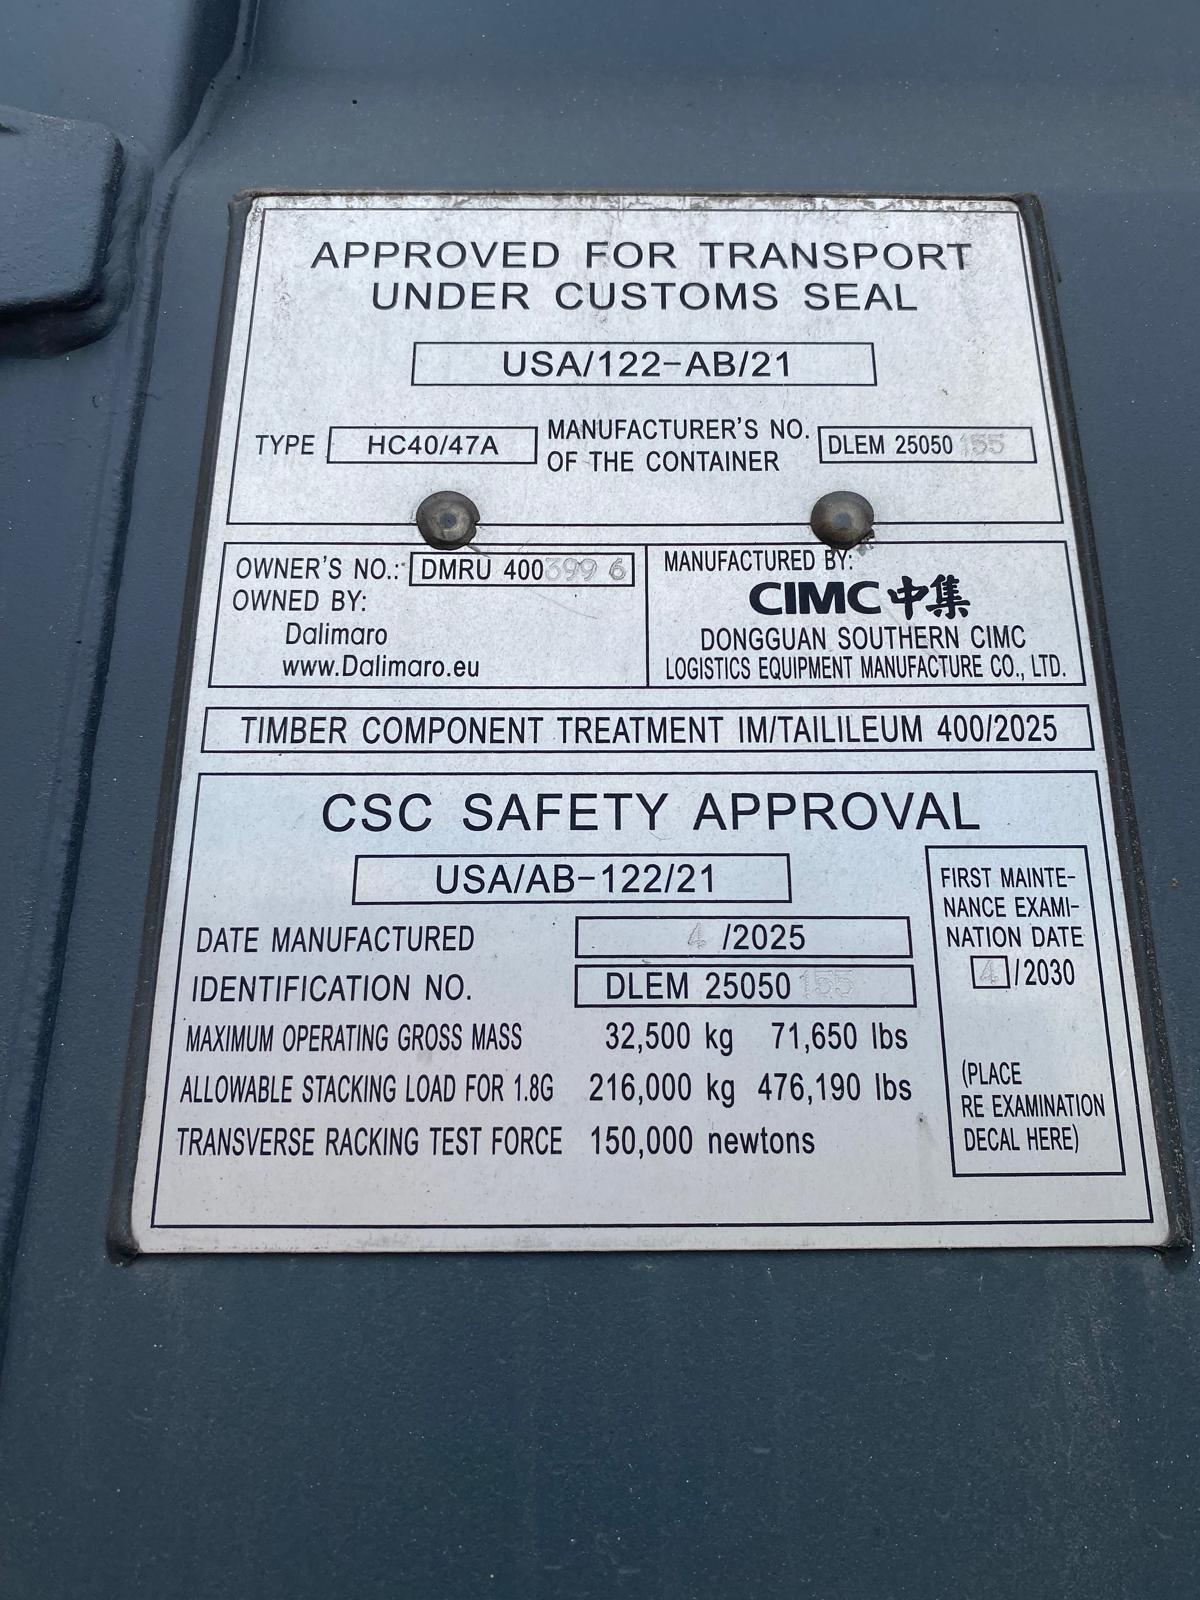 APPROVED FOR TRANSPORT
UNDER CUSTOMS SEAL
USA/122-AB/21
TYPE HC40/47A MANUFACTURER'S NO. OF THE CONTAINER DLEM 25050155
OWNER'S NO.: DMRU 400399 6
OWNED BY:
Dalimaro
www.Dalimaro.eu
MANUFACTURED BY:
CIMC 中集
DONGGUAN SOUTHERN CIMC
LOGISTICS EQUIPMENT MANUFACTURE CO., LTD.
TIMBER COMPONENT TREATMENT IM/TAILILEUM 400/2025
CSC SAFETY APPROVAL
USA/AB-122/21
DATE MANUFACTURED 4 /2025
IDENTIFICATION NO. DLEM 25050155
MAXIMUM OPERATING GROSS MASS 32,500 kg 71,650 lbs
ALLOWABLE STACKING LOAD FOR 1.8G 216,000 kg 476,190 lbs
TRANSVERSE RACKING TEST FORCE 150,000 newtons
FIRST MAINTE-
NANCE EXAMI-
NATION DATE
4/2030
(PLACE
RE EXAMINATION
DECAL HERE)